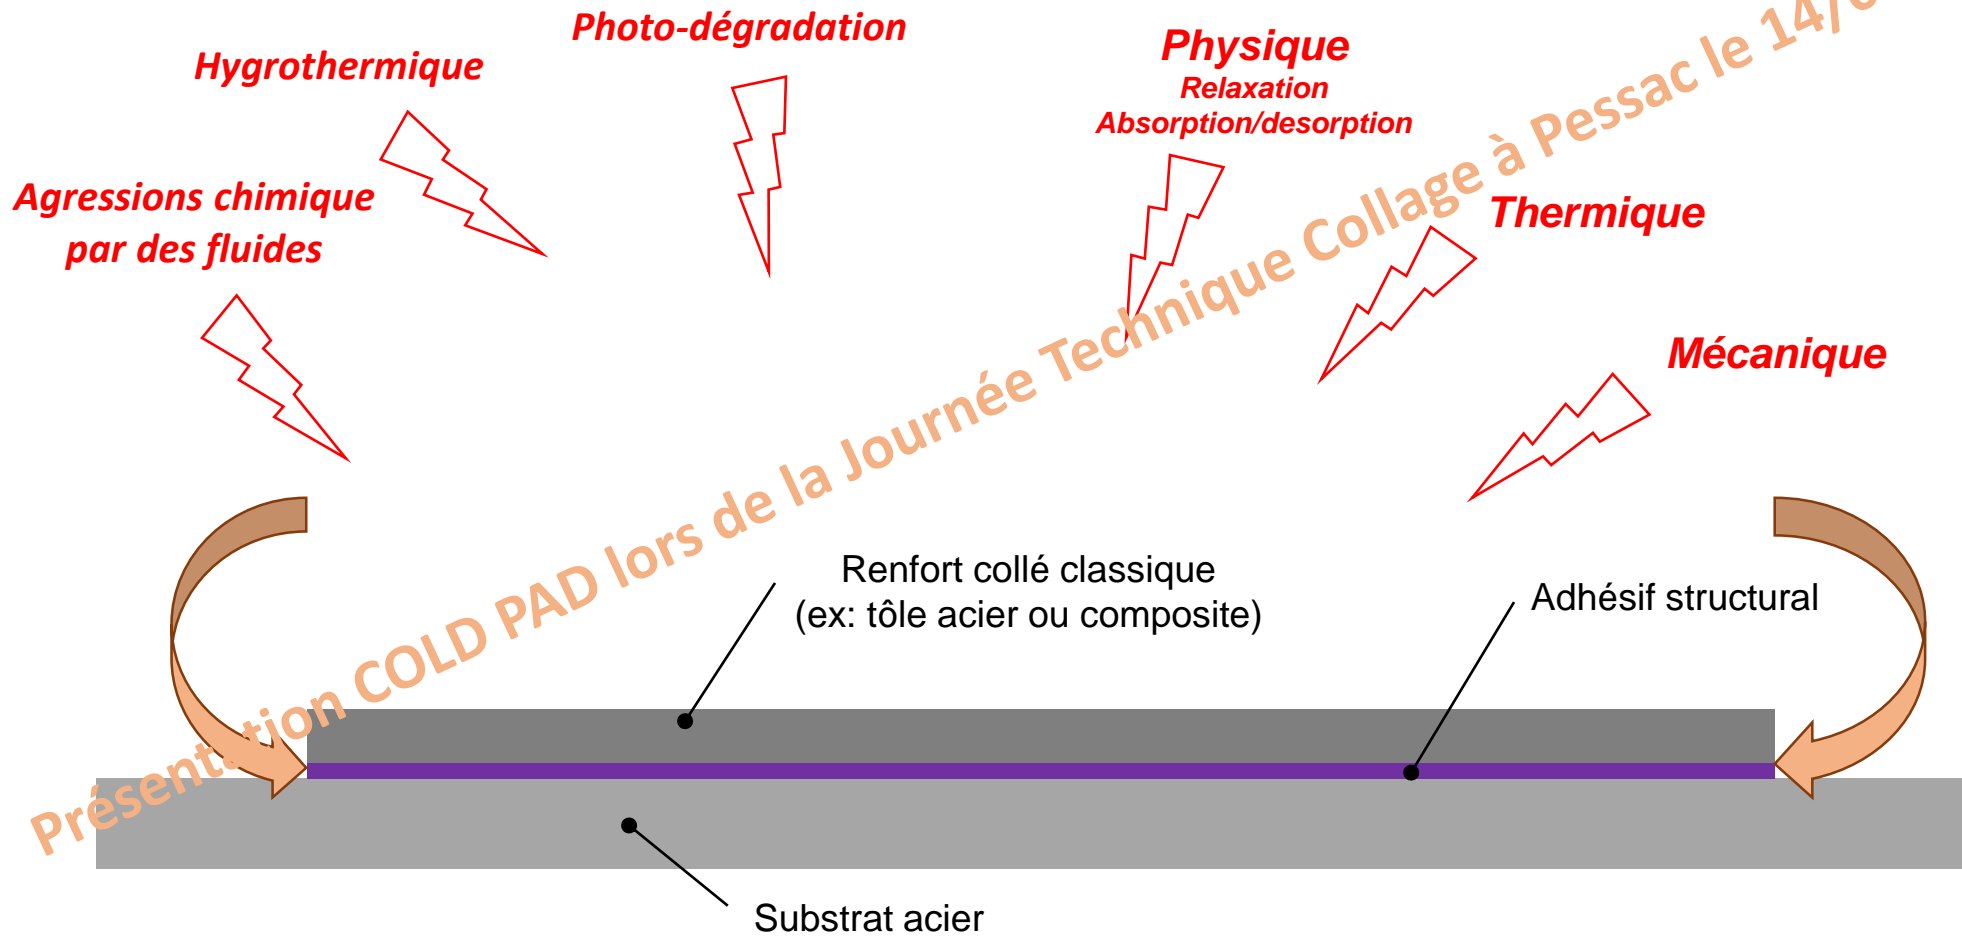 Photo-dégradation
Hygrothermique
Physique
Relaxation
Absorption/desorption
Agressions chimique
par des fluides
Thermique
Mécanique
Présentation COLD PAD lors de la Journée Technique Collage à Pessac le
Renfort collé classique
(ex: tôle acier ou composite)
Adhésif structural
Substrat acier